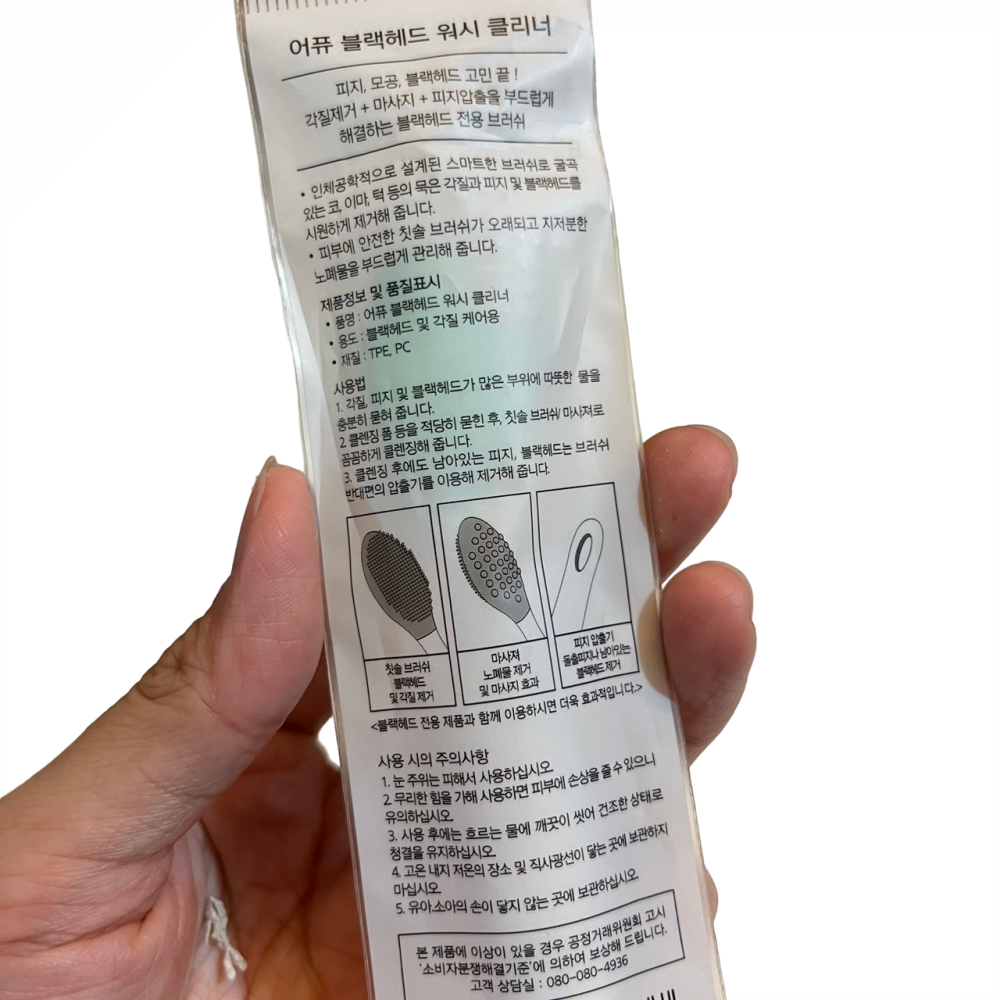 어퓨 블랙헤드 워시 클리너
피지, 모공, 블랙헤드 고민 끝 !
각질제거 + 마사지 + 피지압출을 부드럽게
해결하는 블랙헤드 전용 브러쉬
• 인체공학적으로 설계된 스마트한 브러쉬로 굴곡
있는 코, 이마, 턱 등의 묵은 각질과 피지 및 블랙헤드를
시원하게 제거해 줍니다.
• 피부에 안전한 칫솔 브러쉬가 오래되고 지저분한
노폐물을 부드럽게 관리해 줍니다.
제품정보 및 품질표시
• 품명 : 어퓨 블랙헤드 워시 클리너
• 용도 : 블랙헤드 및 각질 케어용
• 재질 : TPE, PC
사용법
1. 각질, 피지 및 블랙헤드가 많은 부위에 따뜻한 물을
충분히 묻혀 줍니다.
2. 클렌징 폼 등을 적당히 묻힌 후, 칫솔 브러쉬/ 마사져로
꼼꼼하게 클렌징해 줍니다.
3. 클렌징 후에도 남아있는 피지, 블랙헤드는 브러쉬
반대편의 압출기를 이용해 제거해 줍니다.
칫솔 브러쉬
블랙헤드
및 각질 제거
마사져
노폐물 제거
및 마사지 효과
피지 압출기
돌출피지나 남아있는
블랙헤드 제거
<블랙헤드 전용 제품과 함께 이용하시면 더욱 효과적입니다.>
사용 시의 주의사항
1. 눈 주위는 피해서 사용하십시오.
2. 무리한 힘을 가해 사용하면 피부에 손상을 줄 수 있으니
유의하십시오.
3. 사용 후에는 흐르는 물에 깨끗이 씻어 건조한 상태로
청결을 유지하십시오.
4. 고온 내지 저온의 장소 및 직사광선이 닿는 곳에 보관하지
마십시오.
5. 유아.소아의 손이 닿지 않는 곳에 보관하십시오.
본 제품에 이상이 있을 경우 공정거래위원회 고시
'소비자분쟁해결기준'에 의하여 보상해 드립니다.
고객 상담실 : 080-080-4936